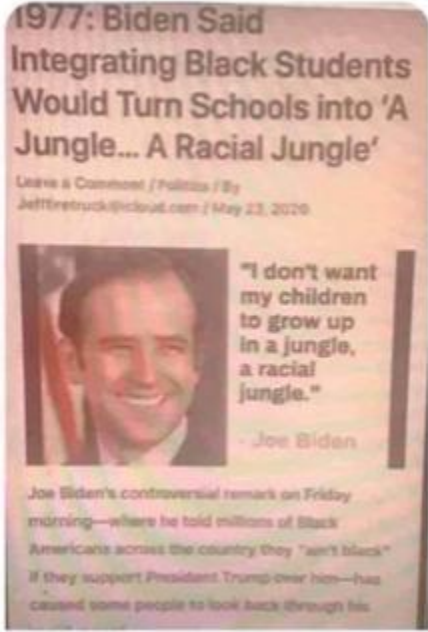 1977: Biden Said
Integrating Black Students
Would Turn Schools into 'A
Jungle... A Racial Jungle'
Leave a Comment / Politics / By
Jefffiretruck@icloud.com / May 23, 2020
"I don't want
my children
to grow up
in a jungle,
a racial
jungle."
- Joe Biden
Joe Biden's controversial remark on Friday
morning—where he told millions of Black
Americans across the country they "ain't black"
if they support President Trump over him—has
caused some people to look back through his